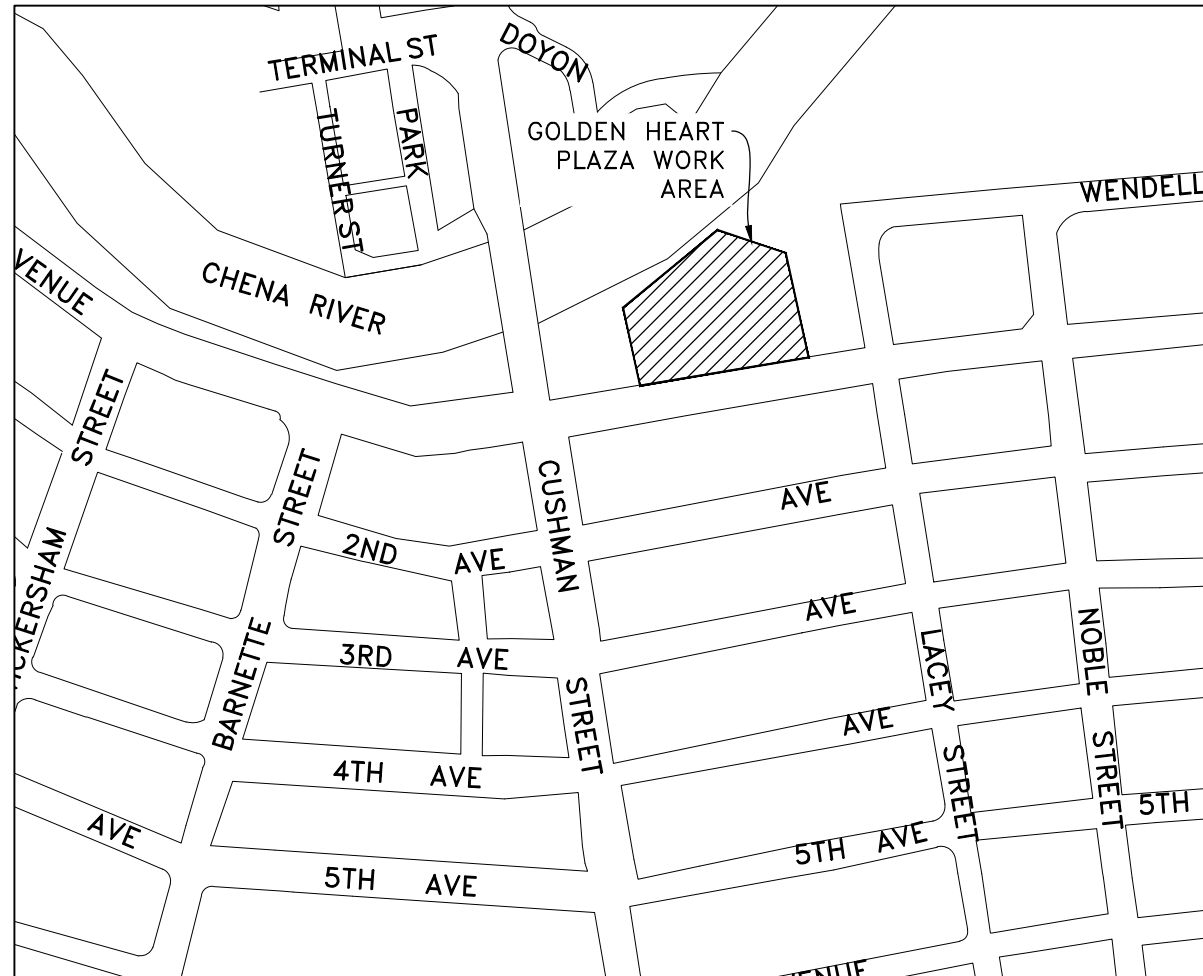 DOYON
TERMINAL ST
TURNER ST
PARK
GOLDEN HEART
PLAZA WORK
AREA
WENDELL
CHENA RIVER
VENUE
STREET
STREET
CUSHMAN
AVE
2ND AVE
CKERSHAM
AVE
BARNETTE
3RD AVE
LACEY
NOBLE
STREET
AVE
4TH AVE
STREET
STREET
5TH
AVE
5TH AVE
5TH AVE
VENUE